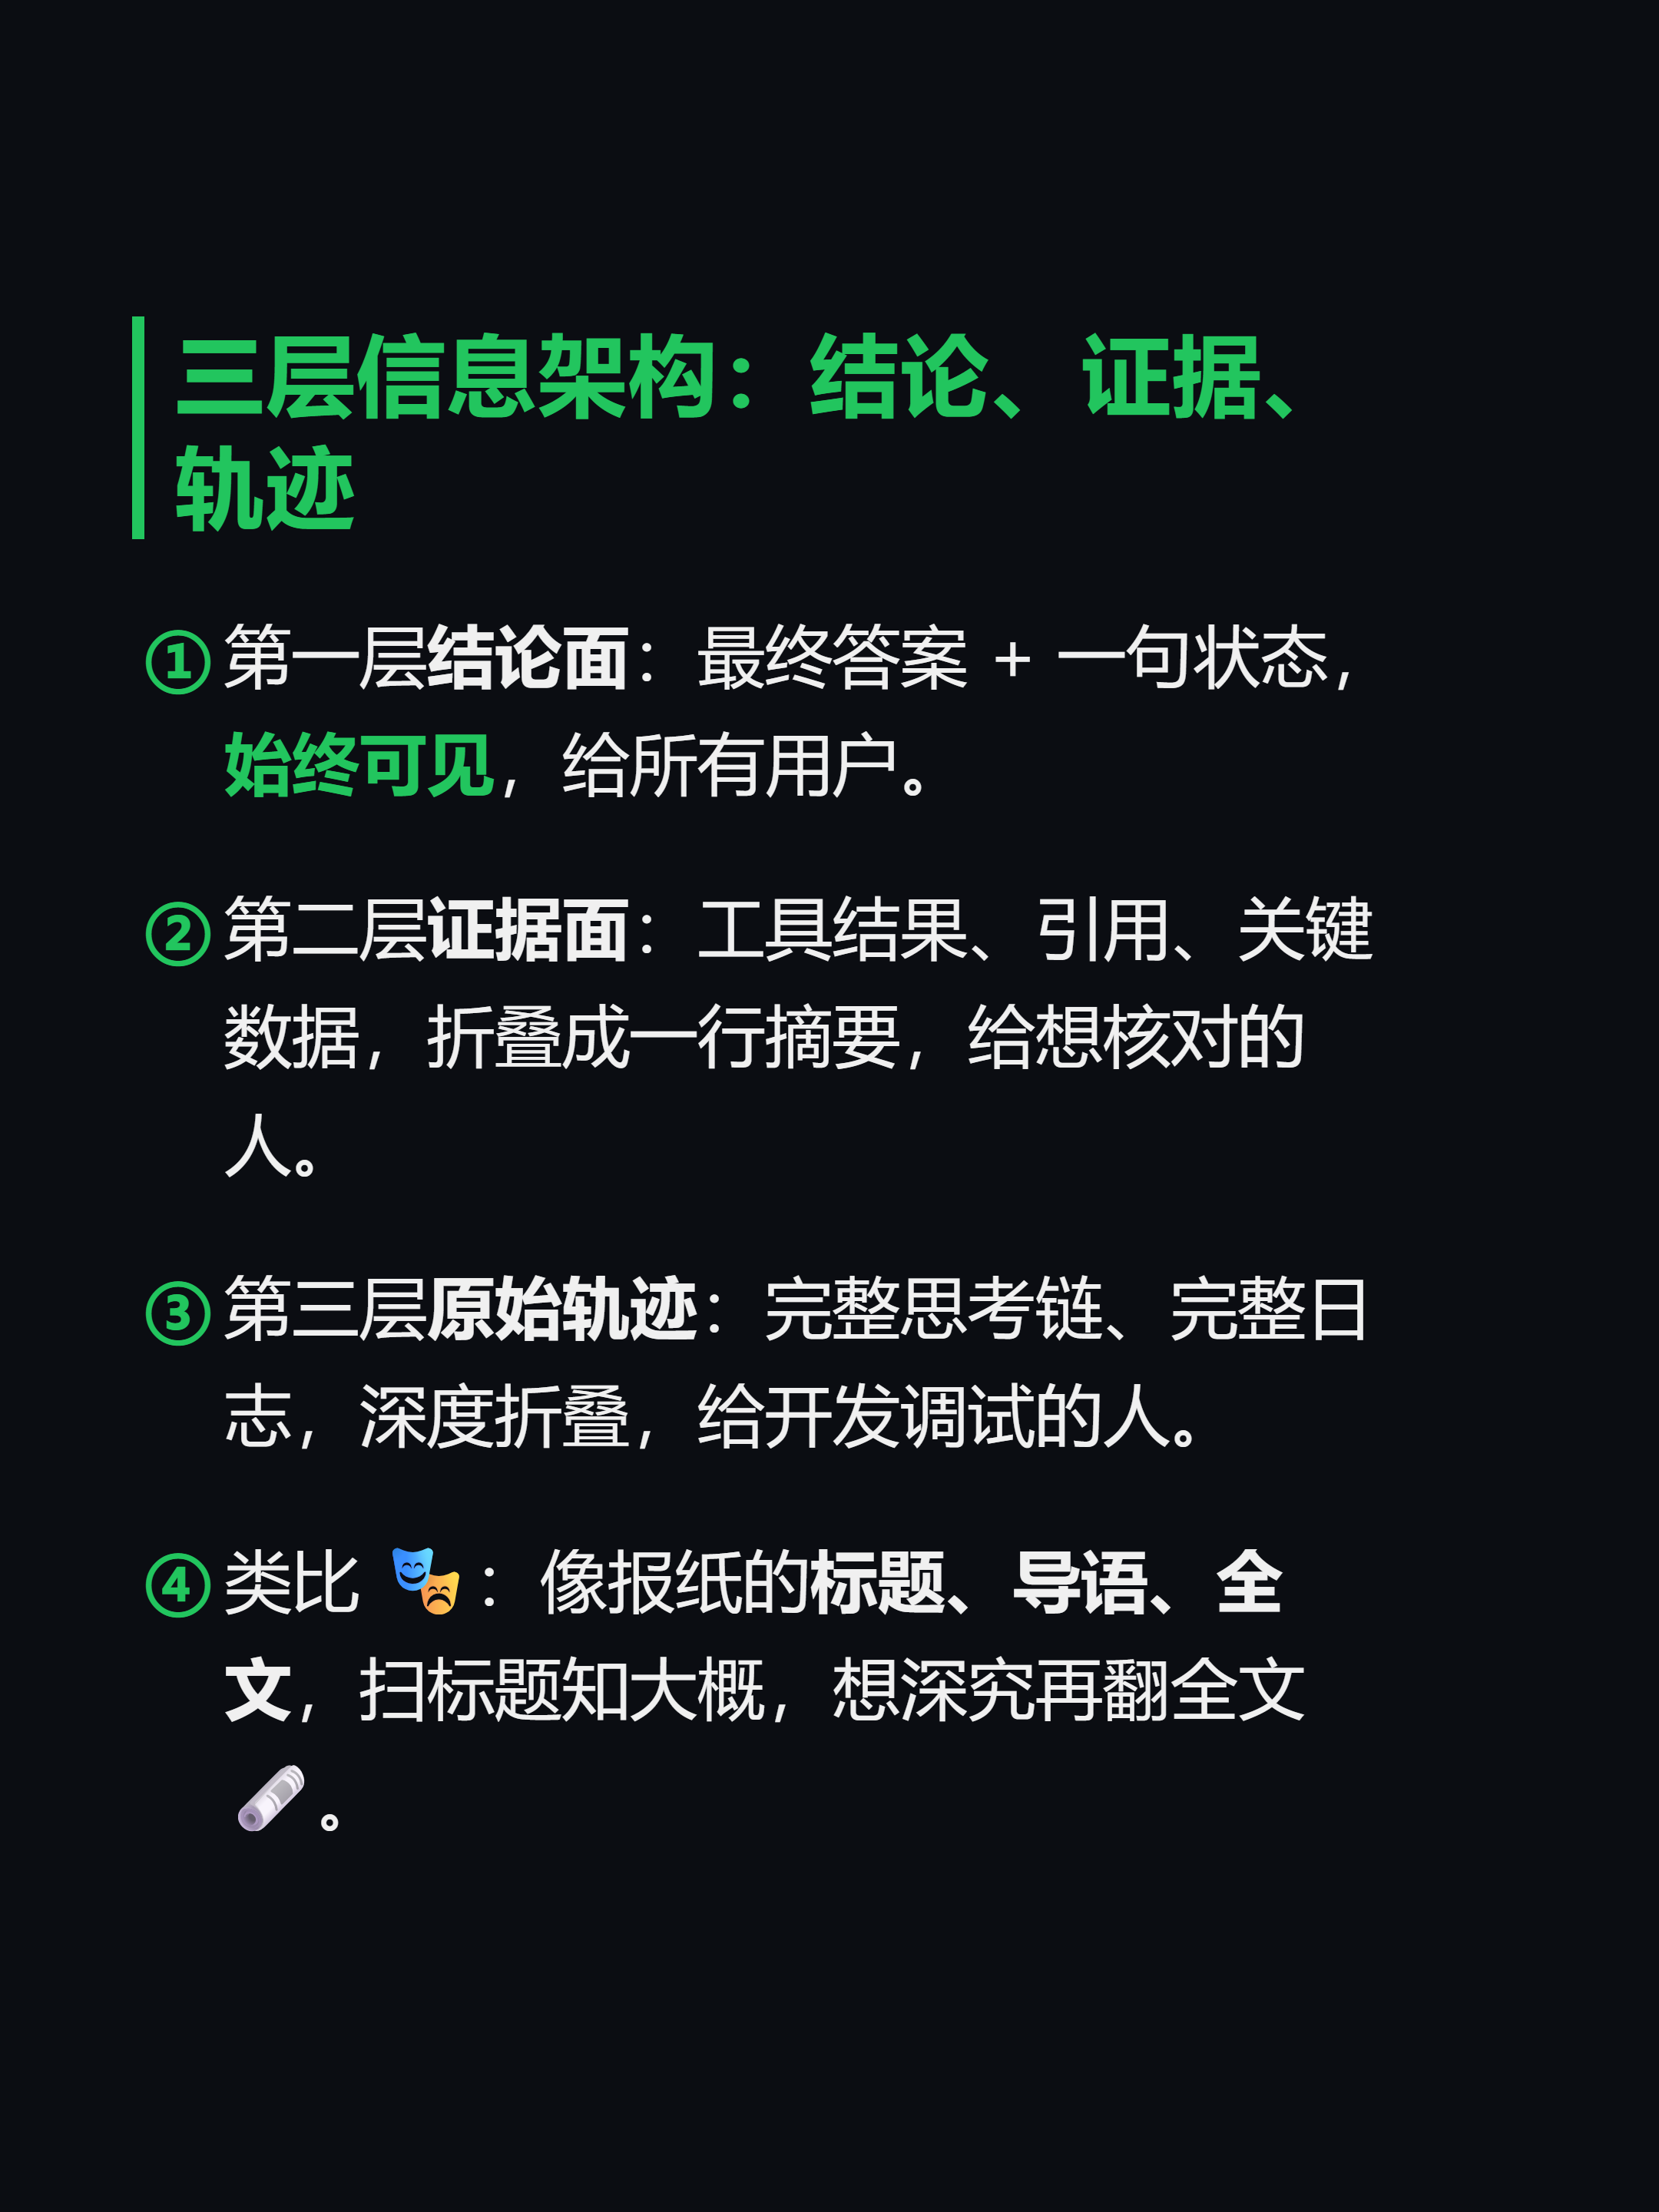 三层信息架构：结论、证据、
轨迹
① 第一层结论面：最终答案 + 一句状态，
始终可见，给所有用户。
② 第二层证据面：工具结果、引用、关键
数据，折叠成一行摘要，给想核对的
人。
③ 第三层原始轨迹：完整思考链、完整日
志，深度折叠，给开发调试的人。
④ 类比 🎭：像报纸的标题、导语、全
文，扫标题知大概，想深究再翻全文
🗞️。